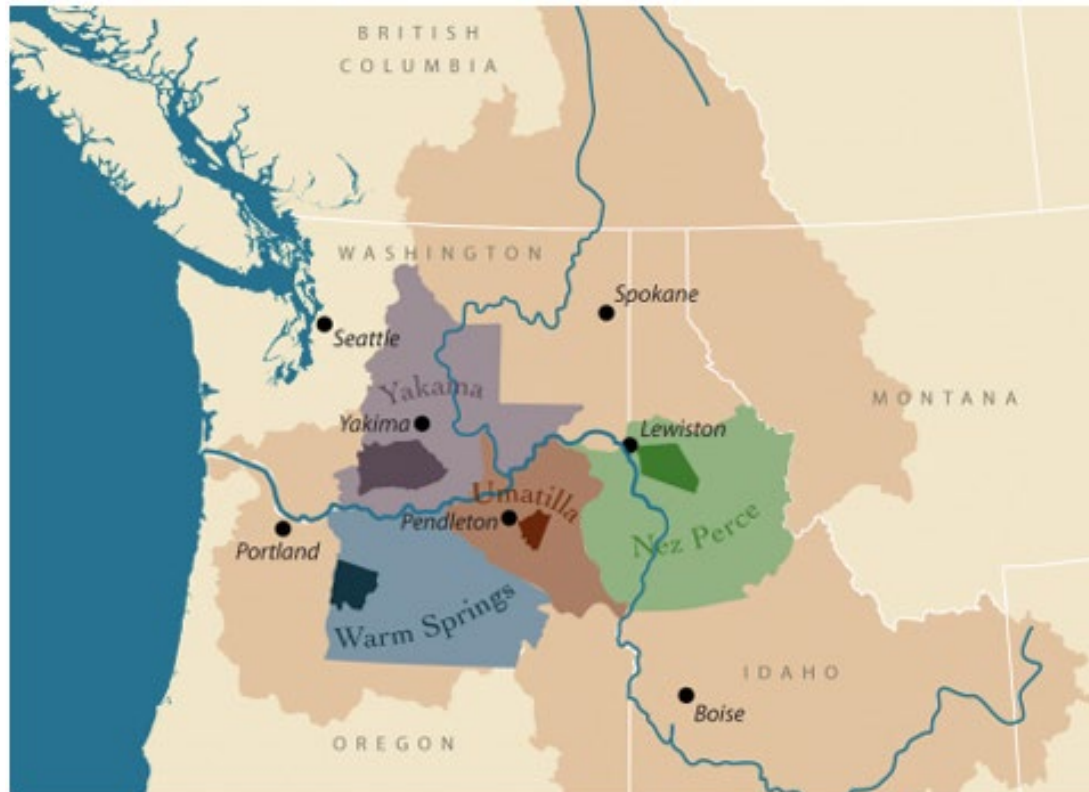 BRITISH
COLUMBIA
WASHINGTON
Spokane
Seattle
Yakama
MONTANA
Yakima
Lewiston
Umatilla
Pendleton
Nez Perce
Portland
Warm Springs
IDAHO
Boise
OREGON